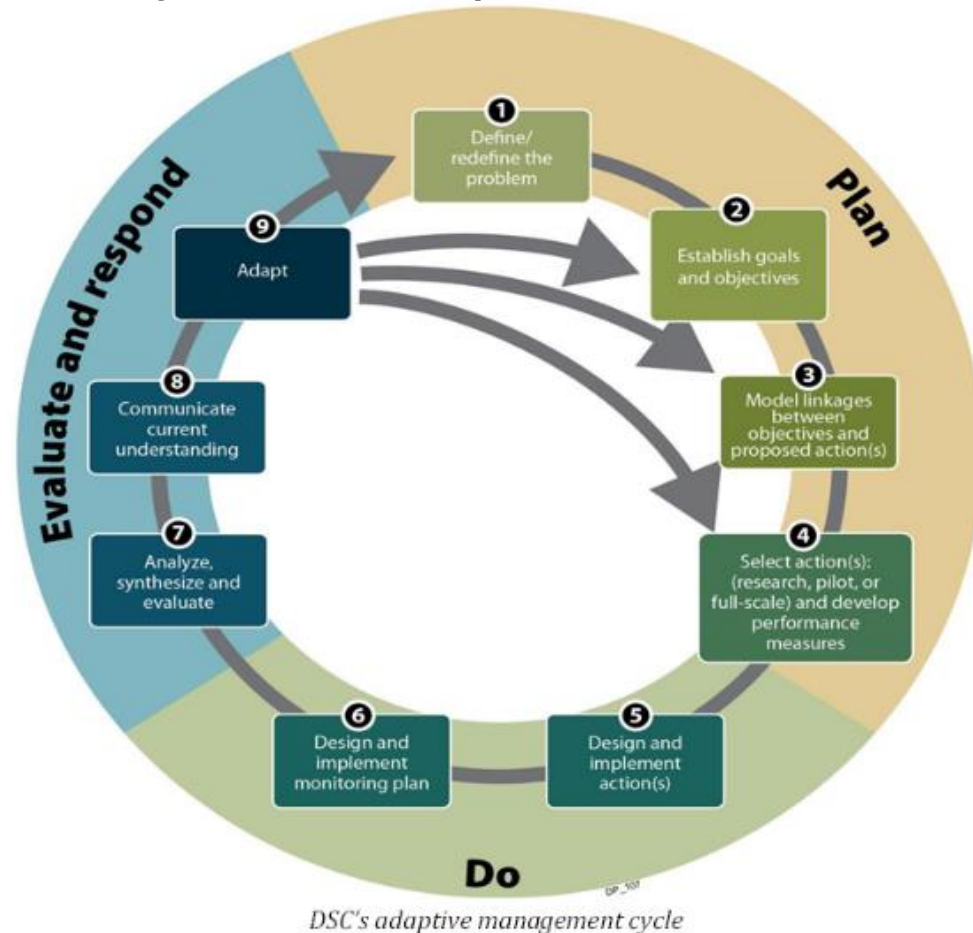 1
Define/
redefine the
problem
Plan
2
Establish goals
and objectives
9
Adapt
Evaluate and respond
3
Model linkages
between
objectives and
proposed action(s)
8
Communicate
current
understanding
4
Select action(s):
(research, pilot, or
full-scale) and develop
performance
measures
7
Analyze,
synthesize and
evaluate
6
Design and
implement
monitoring plan
5
Design and
implement
action(s)
Do
DP_107
DSC's adaptive management cycle